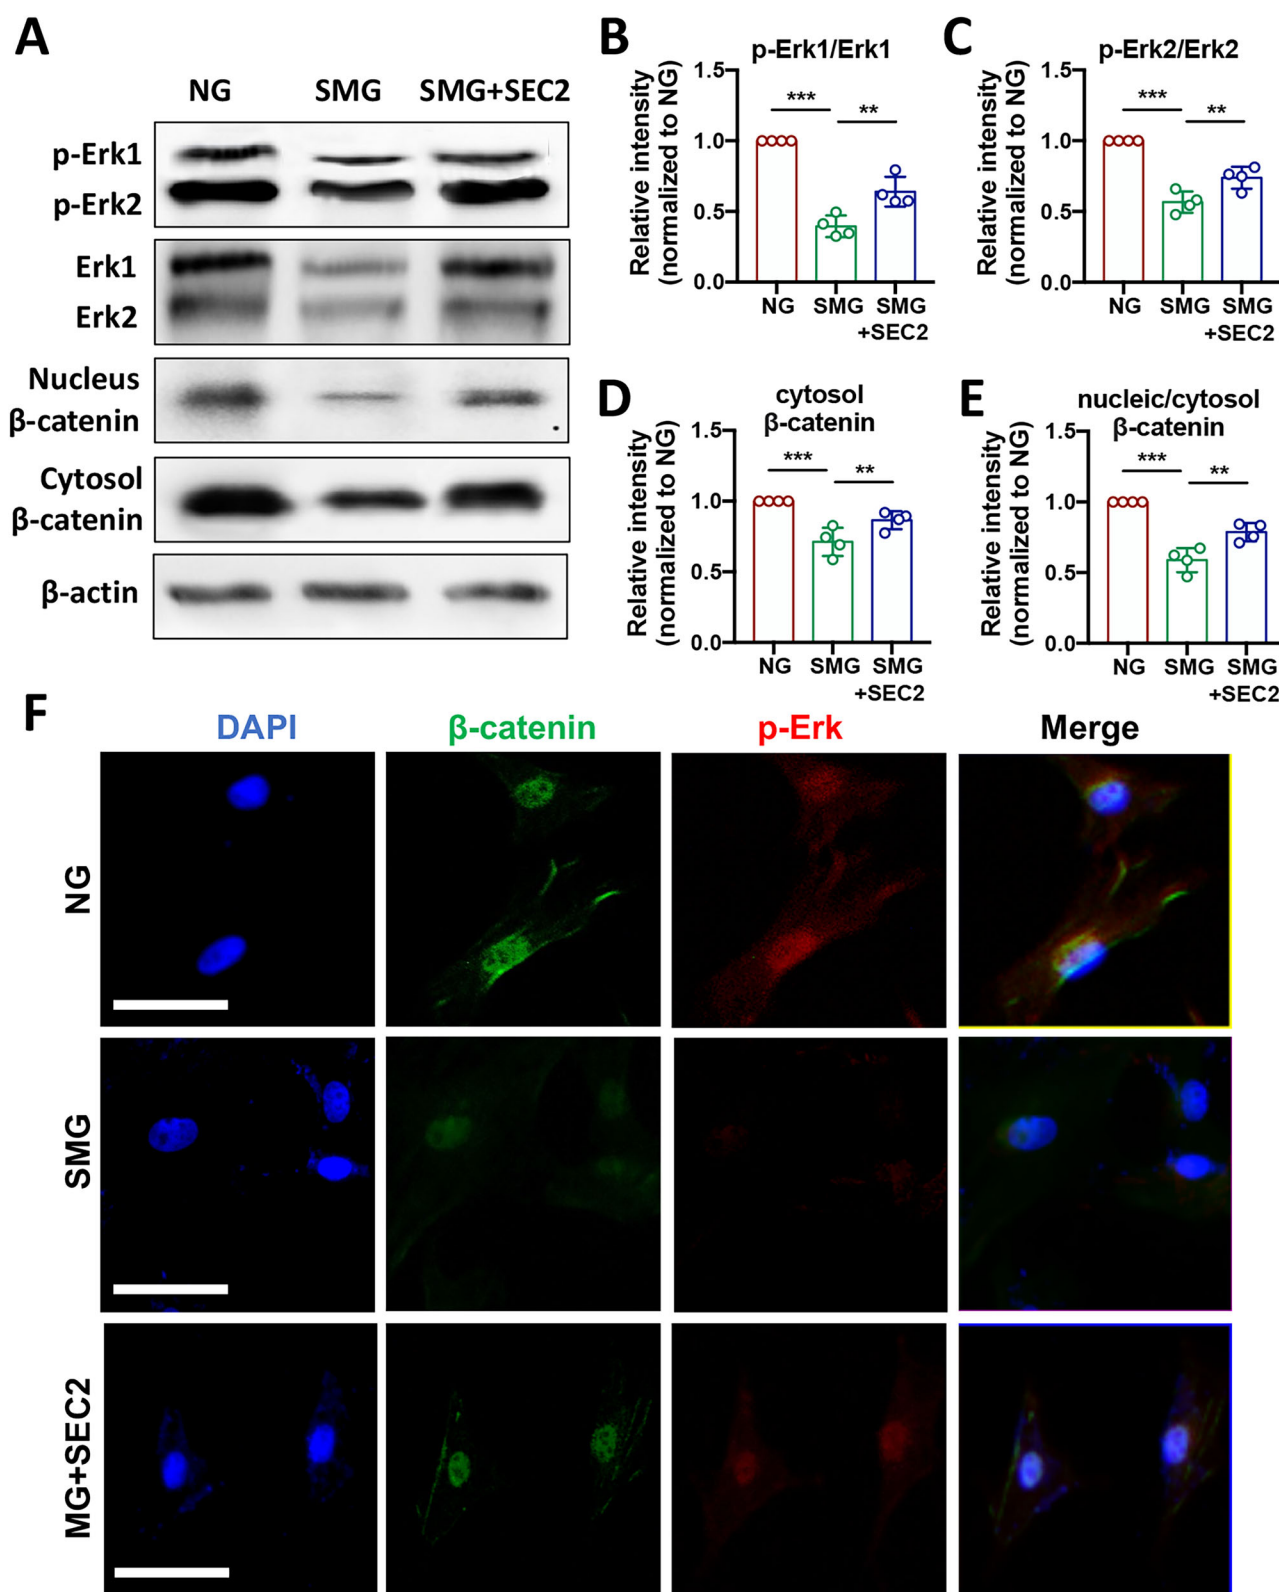 A
NG SMG SMG+SEC2
p-Erk1
p-Erk2
Erk1
Erk2
Nucleus
β-catenin
Cytosol
β-catenin
β-actin
B
p-Erk1/Erk1
Relative intensity
(normalized to NG)
1.5
1.0
0.5
0.0
***
**
NG SMG SMG
+SEC2
C
p-Erk2/Erk2
Relative intensity
(normalized to NG)
1.5
1.0
0.5
0.0
***
**
NG SMG SMG
+SEC2
D
cytosol
β-catenin
Relative intensity
(normalized to NG)
1.5
1.0
0.5
0.0
***
**
NG SMG SMG
+SEC2
E
nucleic/cytosol
β-catenin
Relative intensity
(normalized to NG)
1.5
1.0
0.5
0.0
***
**
NG SMG SMG
+SEC2
F
DAPI β-catenin p-Erk Merge
NG
SMG
MG+SEC2